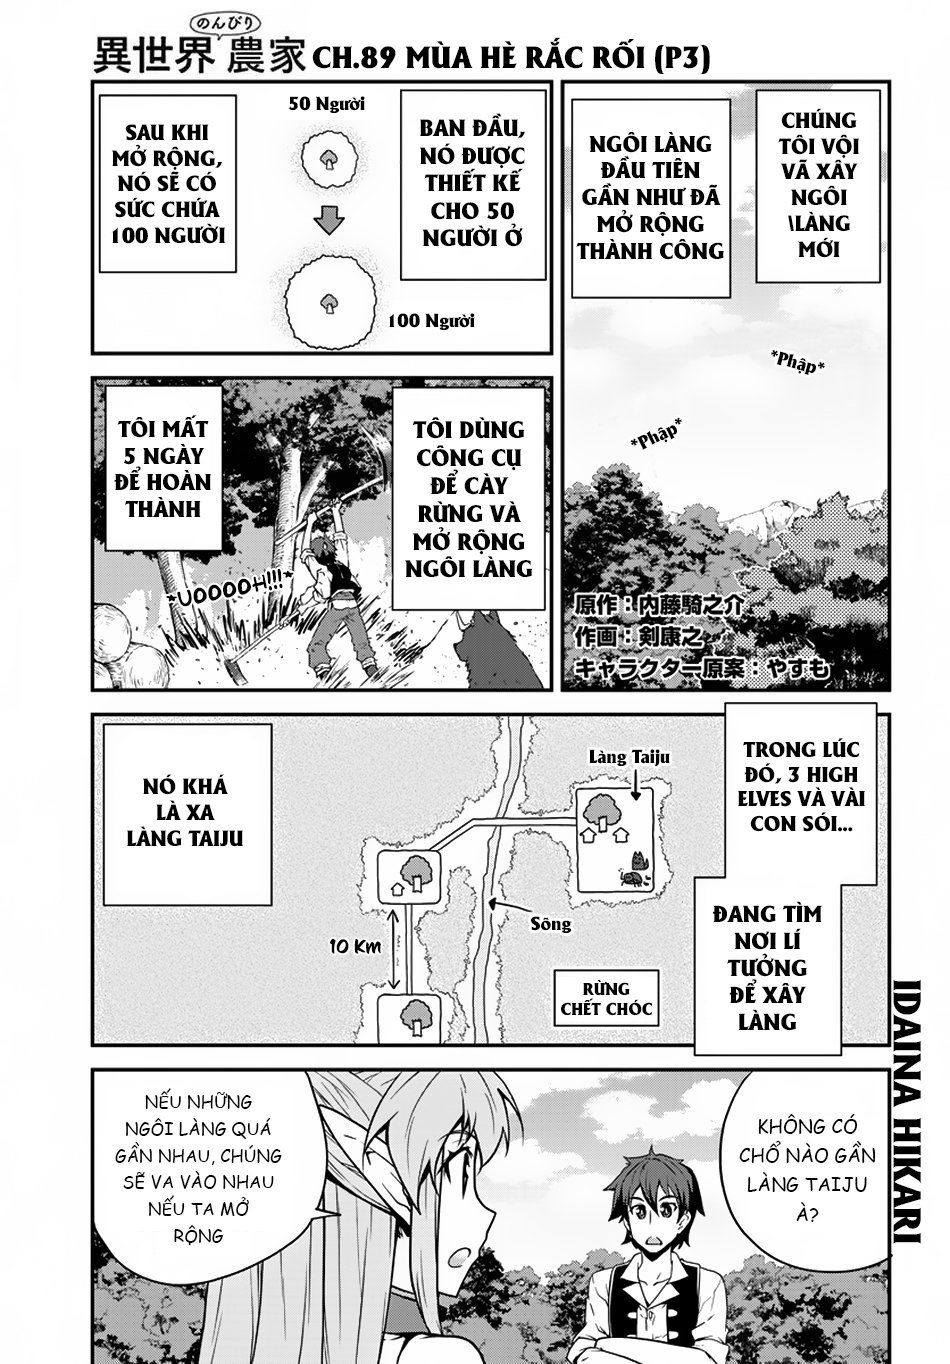 のんびり
異世界 農家 CH.89 MÙA HÈ RẮC RỐI (P3)
CHÚNG
TÔI VỘI
VÃ XÂY
NGÔI
\LÀNG
MỚI
NGÔI LÀNG
ĐẦU TIÊN
GẦN NHƯ ĐÃ
MỞ RỘNG
THÀNH CÔNG
*Phập*
*Phập*
原作：内藤騎之介
作画：剣康之
キャラクター原案：やすも
BAN ĐẦU,
NÓ ĐƯỢC
THIẾT KẾ
CHO 50
NGƯỜI Ở
50 Người
100 Người
SAU KHI
MỞ RỘNG,
NÓ SẼ CÓ
SỨC CHỨA
100 NGƯỜI
TÔI DÙNG
CÔNG CỤ
ĐỂ CÀY
RỪNG VÀ
MỞ RỘNG
NGÔI LÀNG
TÔI MẤT
5 NGÀY
ĐỂ HOÀN
THÀNH
*UOOOOH!!!*
TRONG LÚC
ĐÓ, 3 HIGH
ELVES VÀ VÀI
CON SÓI...
ĐANG TÌM
NƠI LÍ
TƯỞNG
ĐỂ XÂY
LÀNG
Làng Taiju
Sông
10 Km
RỪNG
CHẾT CHÓC
NÓ KHÁ
LÀ XA
LÀNG TAIJU
KHÔNG CÓ
CHỔ NÀO GẦN
LÀNG TAIJU
À?
NẾU NHỮNG
NGÔI LÀNG QUÁ
GẦN NHAU, CHÚNG
SẼ VA VÀO NHAU
NẾU TA MỞ
RỘNG
IDAINA HIKARI